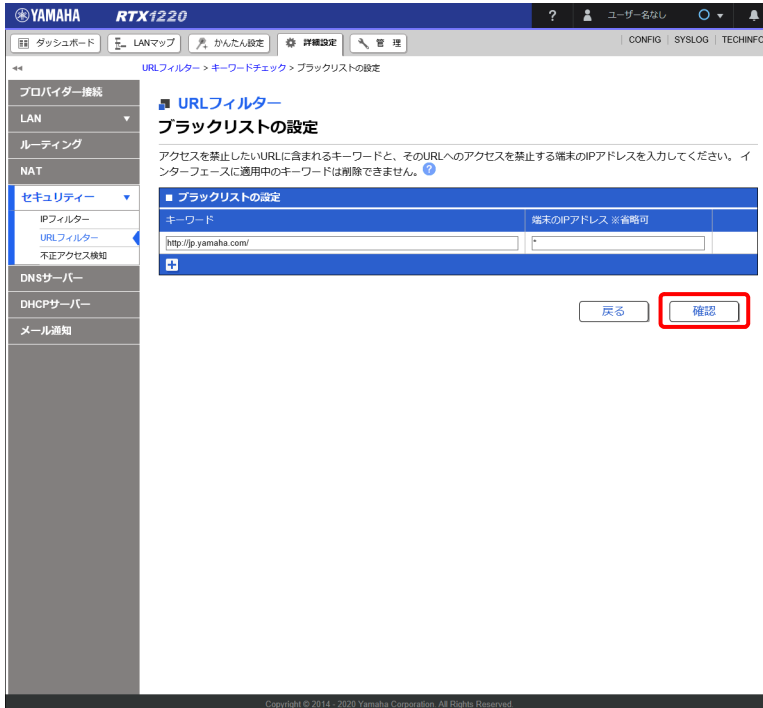 YAMAHA RTX1220 ? ユーザー名なし
ダッシュボード LANマップ かんたん設定 詳細設定 管 理 CONFIG SYSLOG TECHINFO
URLフィルター > キーワードチェック > ブラックリストの設定
プロバイダー接続
LAN
ルーティング
NAT
セキュリティー
IPフィルター
URLフィルター
不正アクセス検知
DNSサーバー
DHCPサーバー
メール通知
URLフィルター
ブラックリストの設定
アクセスを禁止したいURLに含まれるキーワードと、そのURLへのアクセスを禁止する端末のIPアドレスを入力してください。 イ
ンターフェースに適用中のキーワードは削除できません。 ?
■ ブラックリストの設定
キーワード 端末のIPアドレス ※省略可
http://jp.yamaha.com/ *
+
戻る 確認
Copyright © 2014 - 2020 Yamaha Corporation. All Rights Reserved.